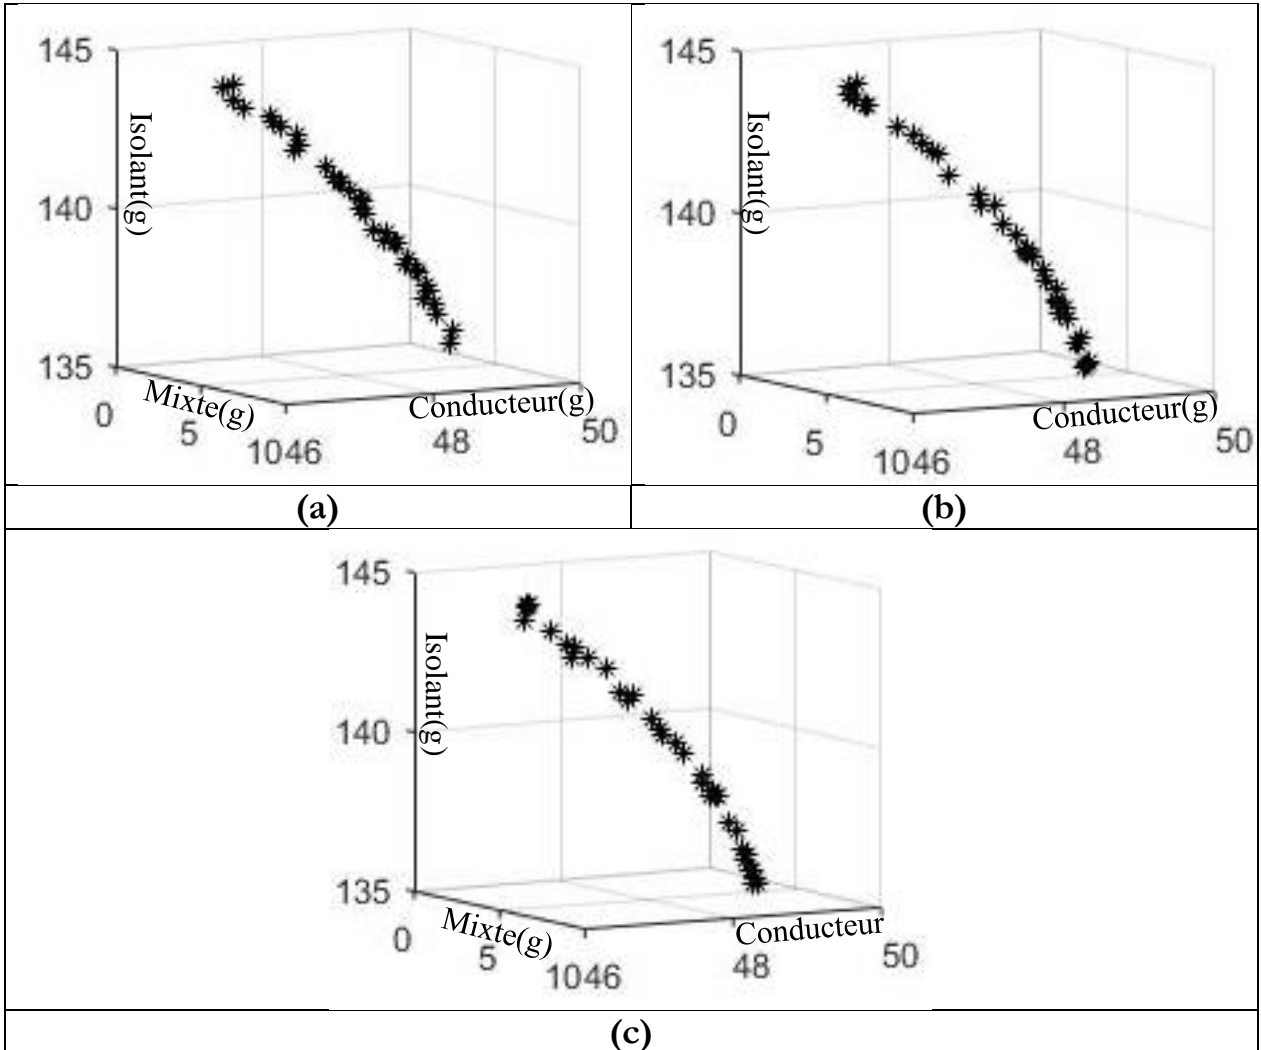 145
Isolant(g)
140
135
0
Mixte(g)
5
1046
Conducteur(g)
48
50
(a)
145
Isolant(g)
140
135
0
5
1046
Conducteur(g)
48
50
(b)
145
Isolant(g)
140
135
0
Mixte(g)
5
1046
Conducteur
48
50
(c)